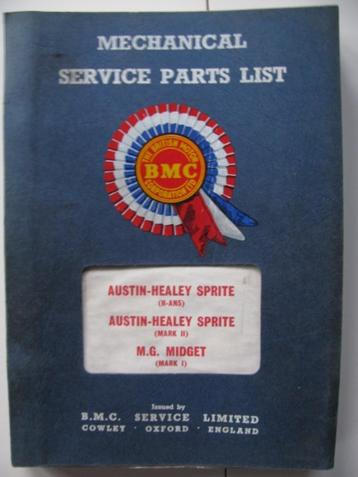 MECHANICAL
SERVICE PARTS LIST
THE BRITISH MOTOR
BMC
CORPORATION LTD
AUSTIN-HEALEY SPRITE
(H-AN5)
AUSTIN-HEALEY SPRITE
(MARK II)
M.G. MIDGET
(MARK I)
Issued by
B.M.C. SERVICE LIMITED
COWLEY · OXFORD · ENGLAND